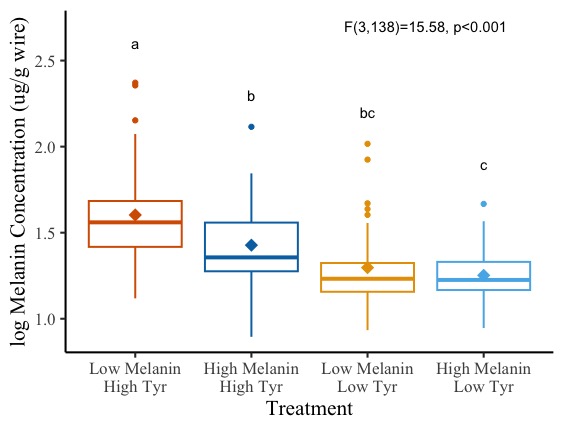 F(3,138)=15.58, p<0.001
a
b
bc
c
log Melanin Concentration (ug/g wire)
2.5
2.0
1.5
1.0
Low Melanin
High Tyr
High Melanin
High Tyr
Low Melanin
Low Tyr
High Melanin
Low Tyr
Treatment